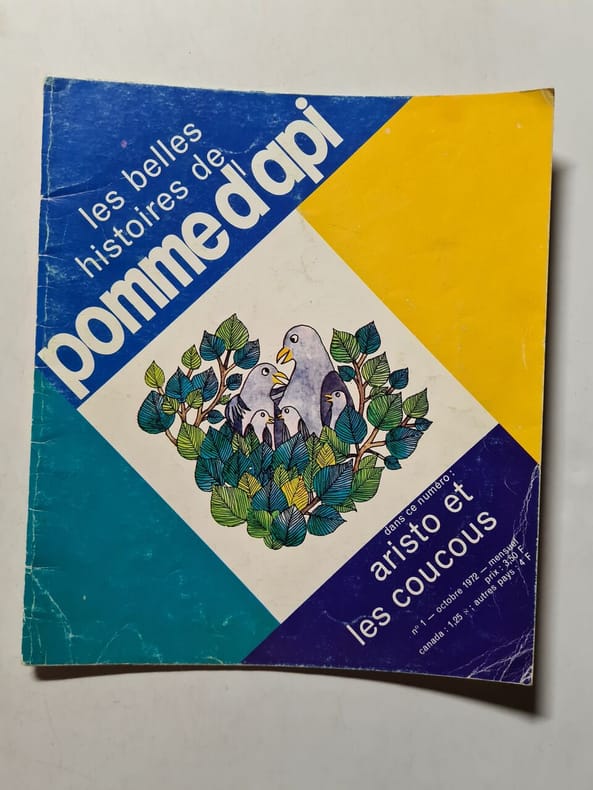 les belles
histoires de
pomme d'api
dans ce numéro :
aristo et
les coucous
n° 1 — octobre 1972 — mensuel
prix : 3,50 F
canada : 1,25 $ ; autres pays : 4 F